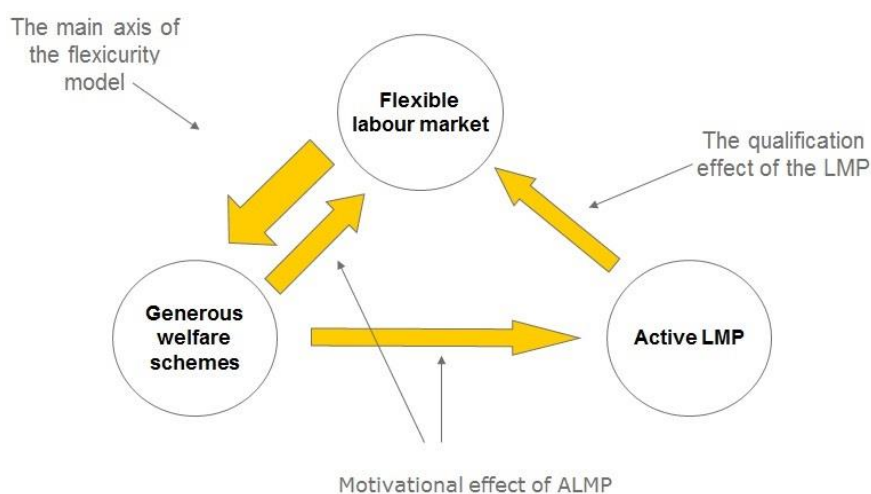 The main axis of
the flexicurity
model
Flexible
labour market
The qualification
effect of the LMP
Generous
welfare
schemes
Active LMP
Motivational effect of ALMP